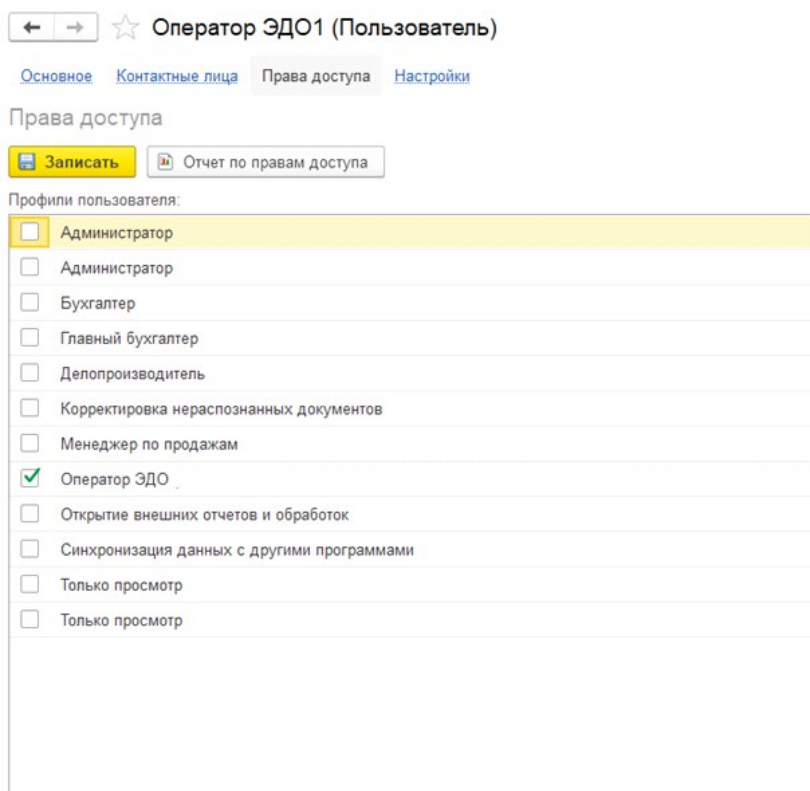 Оператор ЭДО1 (Пользователь)
Основное Контактные лица Права доступа Настройки
Права доступа
Записать Отчет по правам доступа
Профили пользователя:
Администратор
Администратор
Бухгалтер
Главный бухгалтер
Делопроизводитель
Корректировка нераспознанных документов
Менеджер по продажам
Оператор ЭДО
Открытие внешних отчетов и обработок
Синхронизация данных с другими программами
Только просмотр
Только просмотр